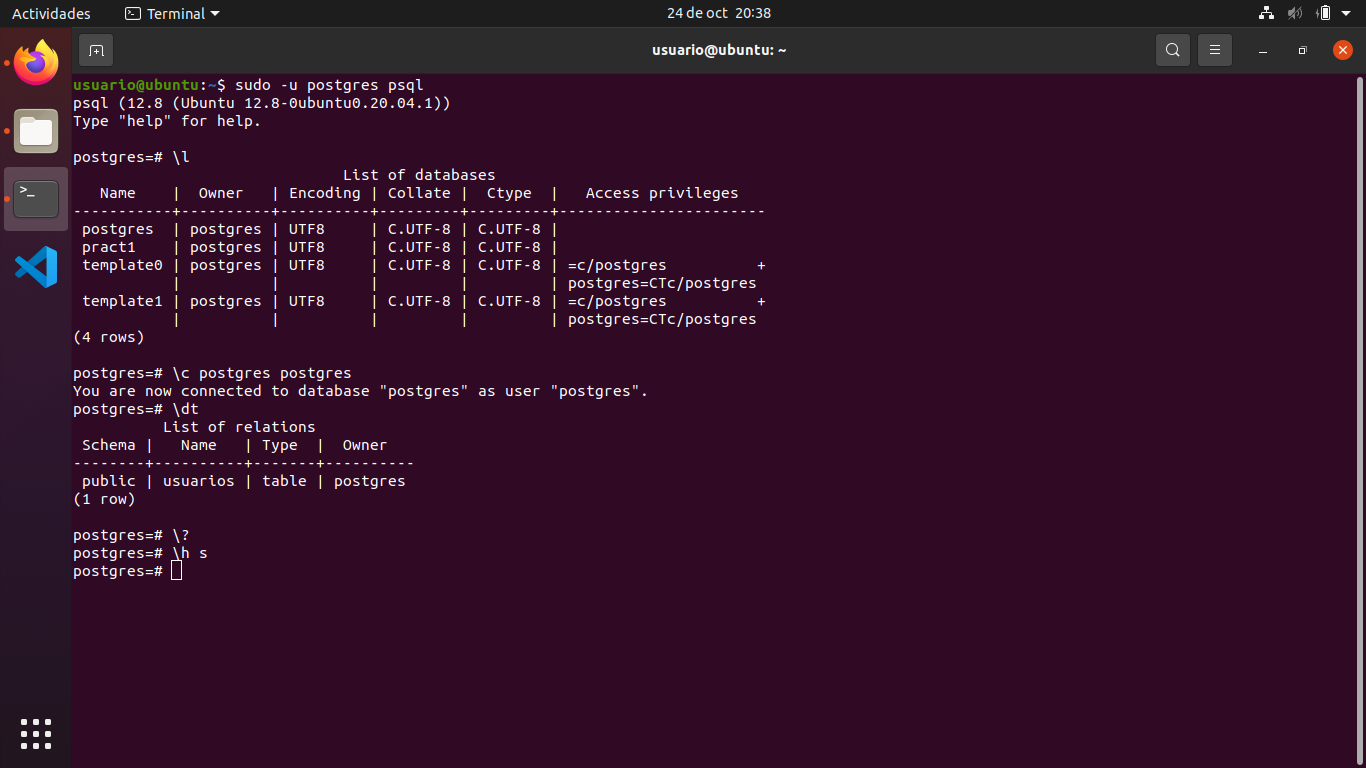 Actividades
Terminal
24 de oct  20:38
usuario@ubuntu: ~
usuario@ubuntu:~$ sudo -u postgres psql
psql (12.8 (Ubuntu 12.8-0ubuntu0.20.04.1))
Type "help" for help.
postgres=# \l
                              List of databases
   Name    |  Owner   | Encoding | Collate |  Ctype  |   Access privileges
-----------+----------+----------+---------+---------+-----------------------
 postgres  | postgres | UTF8     | C.UTF-8 | C.UTF-8 |
 pract1    | postgres | UTF8     | C.UTF-8 | C.UTF-8 |
 template0 | postgres | UTF8     | C.UTF-8 | C.UTF-8 | =c/postgres          +
           |          |          |         |         | postgres=CTc/postgres
 template1 | postgres | UTF8     | C.UTF-8 | C.UTF-8 | =c/postgres          +
           |          |          |         |         | postgres=CTc/postgres
(4 rows)
postgres=# \c postgres postgres
You are now connected to database "postgres" as user "postgres".
postgres=# \dt
          List of relations
 Schema |   Name   | Type  |  Owner
--------+----------+-------+----------
 public | usuarios | table | postgres
(1 row)
postgres=# \?
postgres=# \h s
postgres=#